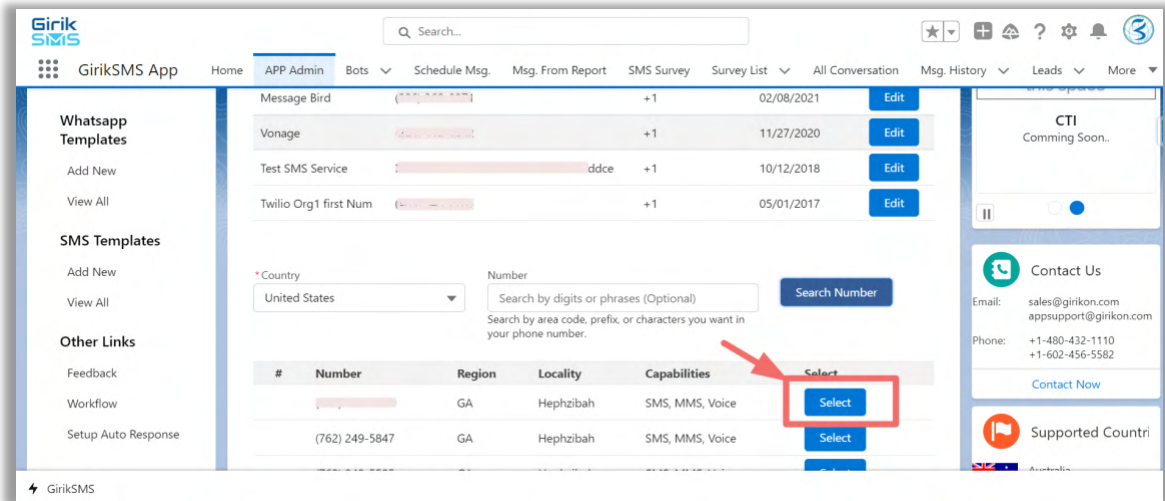 Girik
SMS
Search...
GirikSMS App Home APP Admin Bots Schedule Msg. Msg. From Report SMS Survey Survey List All Conversation Msg. History Leads More
Whatsapp
Templates
Add New
View All
SMS Templates
Add New
View All
Other Links
Feedback
Workflow
Setup Auto Response
Message Bird +1 02/08/2021 Edit
Vonage +1 11/27/2020 Edit
Test SMS Service ddce +1 10/12/2018 Edit
Twilio Org1 first Num +1 05/01/2017 Edit
*Country
United States
Number
Search by digits or phrases (Optional)
Search by area code, prefix, or characters you want in
your phone number.
Search Number
# Number Region Locality Capabilities Select
GA Hephzibah SMS, MMS, Voice Select
(762) 249-5847 GA Hephzibah SMS, MMS, Voice Select
this space
CTI
Comming Soon..
Contact Us
Email: sales@girikon.com
appsupport@girikon.com
Phone: +1-480-432-1110
+1-602-456-5582
Contact Now
Supported Countri
Australia
GirikSMS